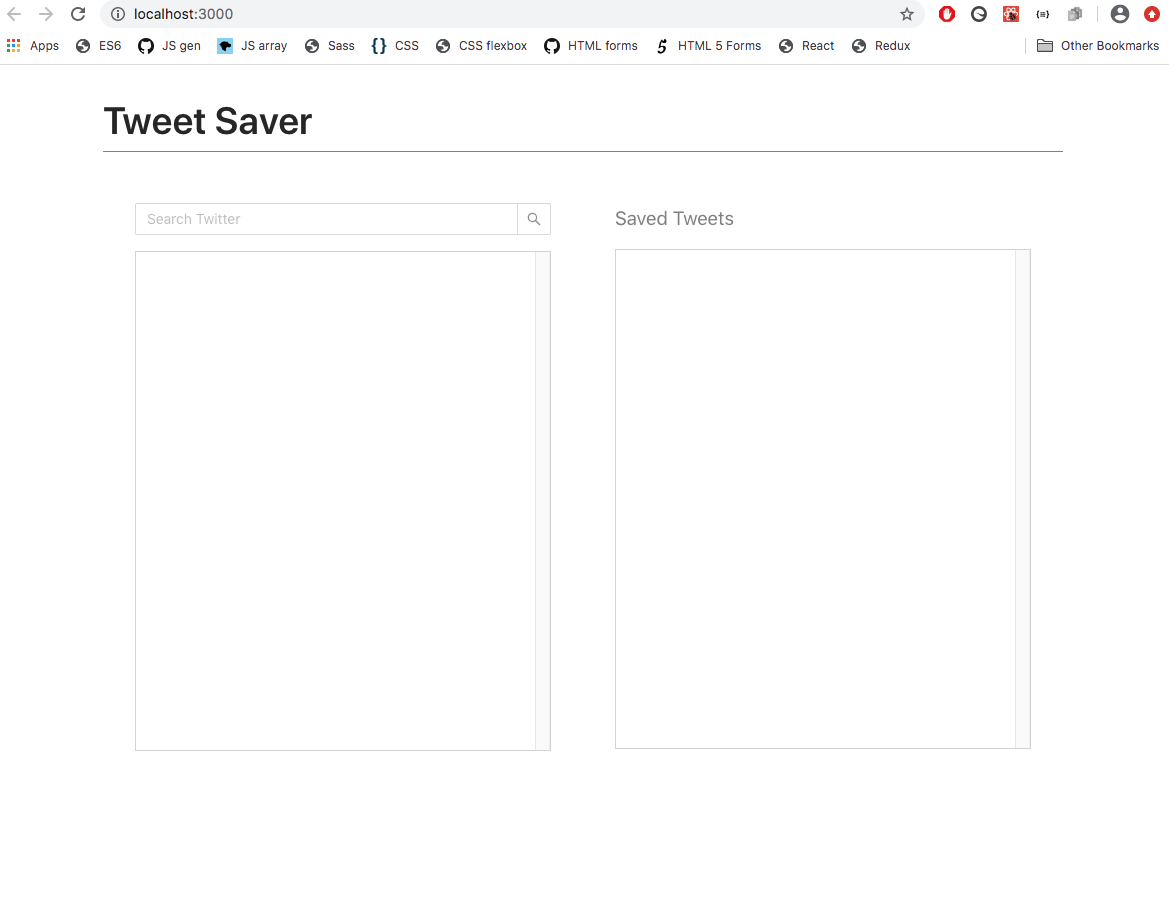 localhost:3000
Apps ES6 JS gen JS array Sass {} CSS CSS flexbox HTML forms 5 HTML 5 Forms React Redux Other Bookmarks
Tweet Saver
Search Twitter
Saved Tweets